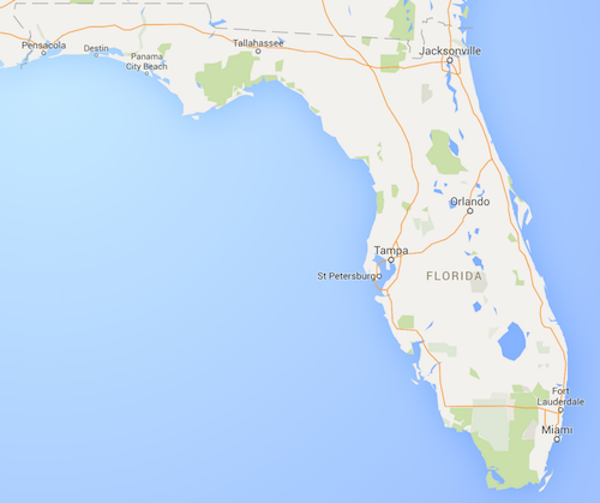 Pensacola
Destin
Panama
City Beach
Tallahassee
Jacksonville
Orlando
Tampa
St Petersburg
FLORIDA
Fort
Lauderdale
Miami